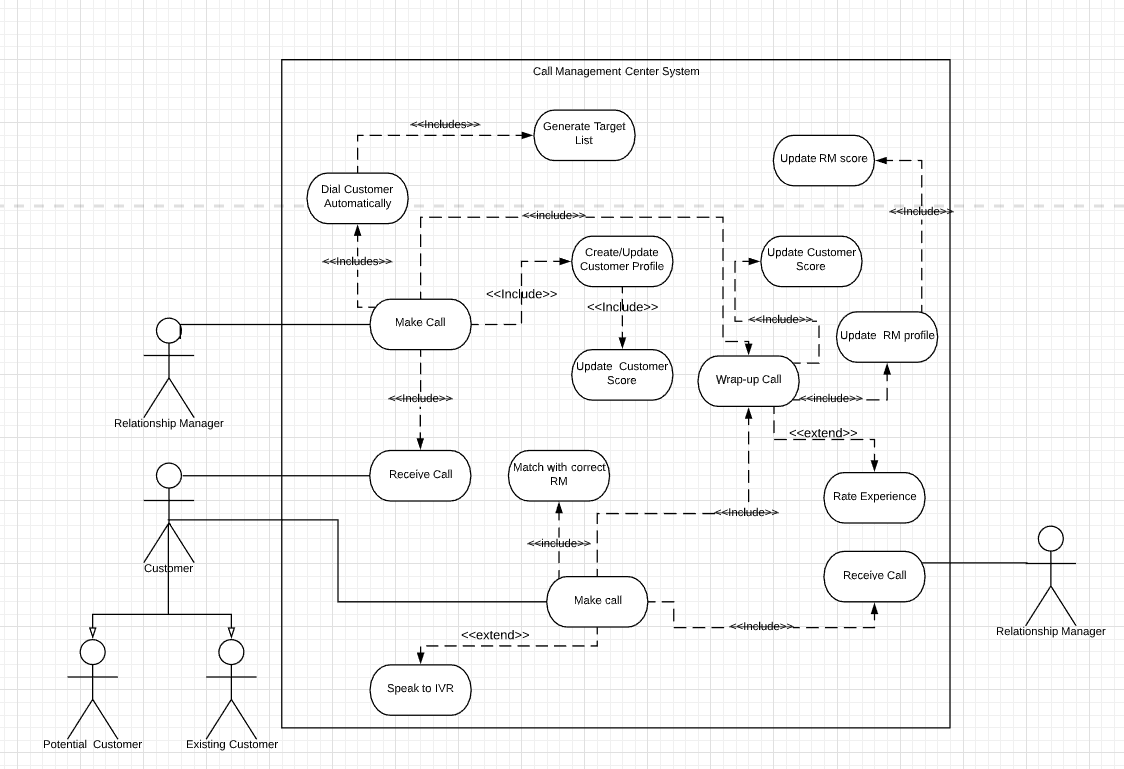 Call Management Center System
<<Includes>>
Generate Target
List
Update RM score
Dial Customer
Automatically
<<include>>
<<Include>>
Create/Update
Customer Profile
Update Customer
Score
<<Includes>>
<<Include>>
<<Include>>
<<Include>>
Make Call
Update RM profile
Update Customer
Score
Wrap-up Call
<<Include>>
<<include>>
Relationship Manager
<<extend>>
Receive Call
Match with correct
RM
Rate Experience
<<Include>>
<<include>>
Customer
Receive Call
Make call
<<Include>>
Relationship Manager
<<extend>>
Speak to IVR
Potential Customer
Existing Customer